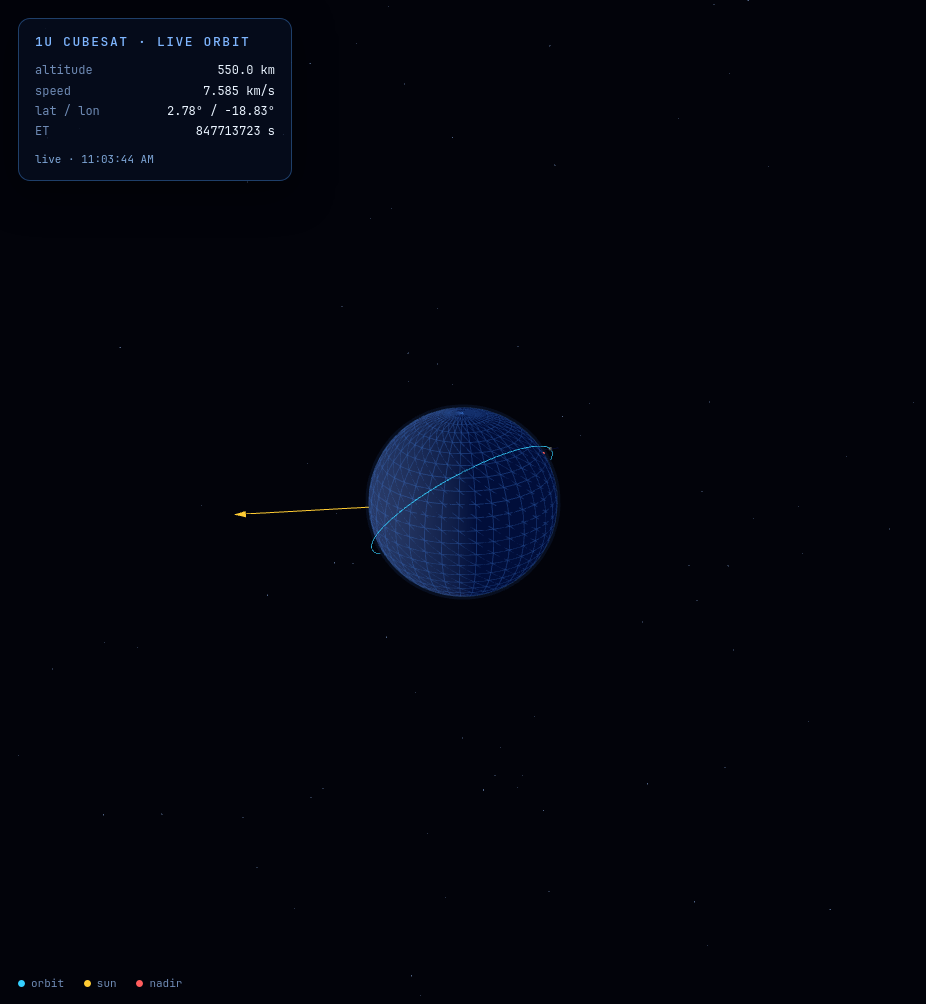 1U CUBESAT · LIVE ORBIT
altitude 550.0 km
speed 7.585 km/s
lat / lon 2.78° / -18.83°
ET 847713723 s
live · 11:03:44 AM
orbit sun nadir